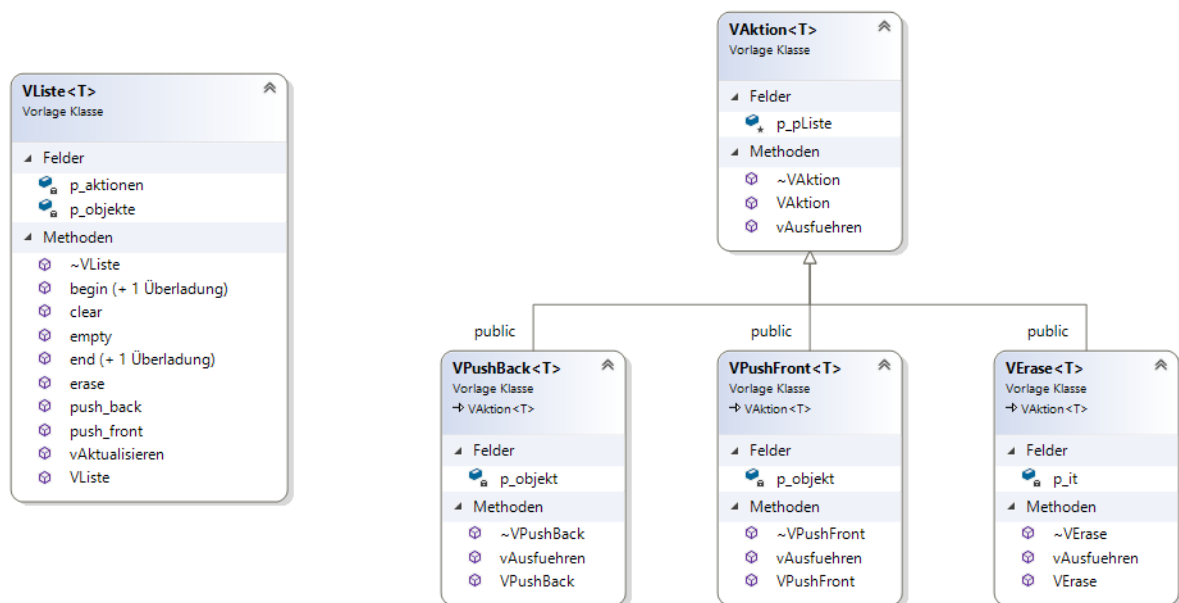 VListe<T>
Vorlage Klasse
Felder
p_aktionen
p_objekte
Methoden
~VListe
begin (+ 1 Überladung)
clear
empty
end (+ 1 Überladung)
erase
push_back
push_front
vAktualisieren
VListe
VAktion<T>
Vorlage Klasse
Felder
p_pListe
Methoden
~VAktion
VAktion
vAusfuehren
public
public
public
VPushBack<T>
Vorlage Klasse
VAktion<T>
Felder
p_objekt
Methoden
~VPushBack
vAusfuehren
VPushBack
VPushFront<T>
Vorlage Klasse
VAktion<T>
Felder
p_objekt
Methoden
~VPushFront
vAusfuehren
VPushFront
VErase<T>
Vorlage Klasse
VAktion<T>
Felder
p_it
Methoden
~VErase
vAusfuehren
VErase